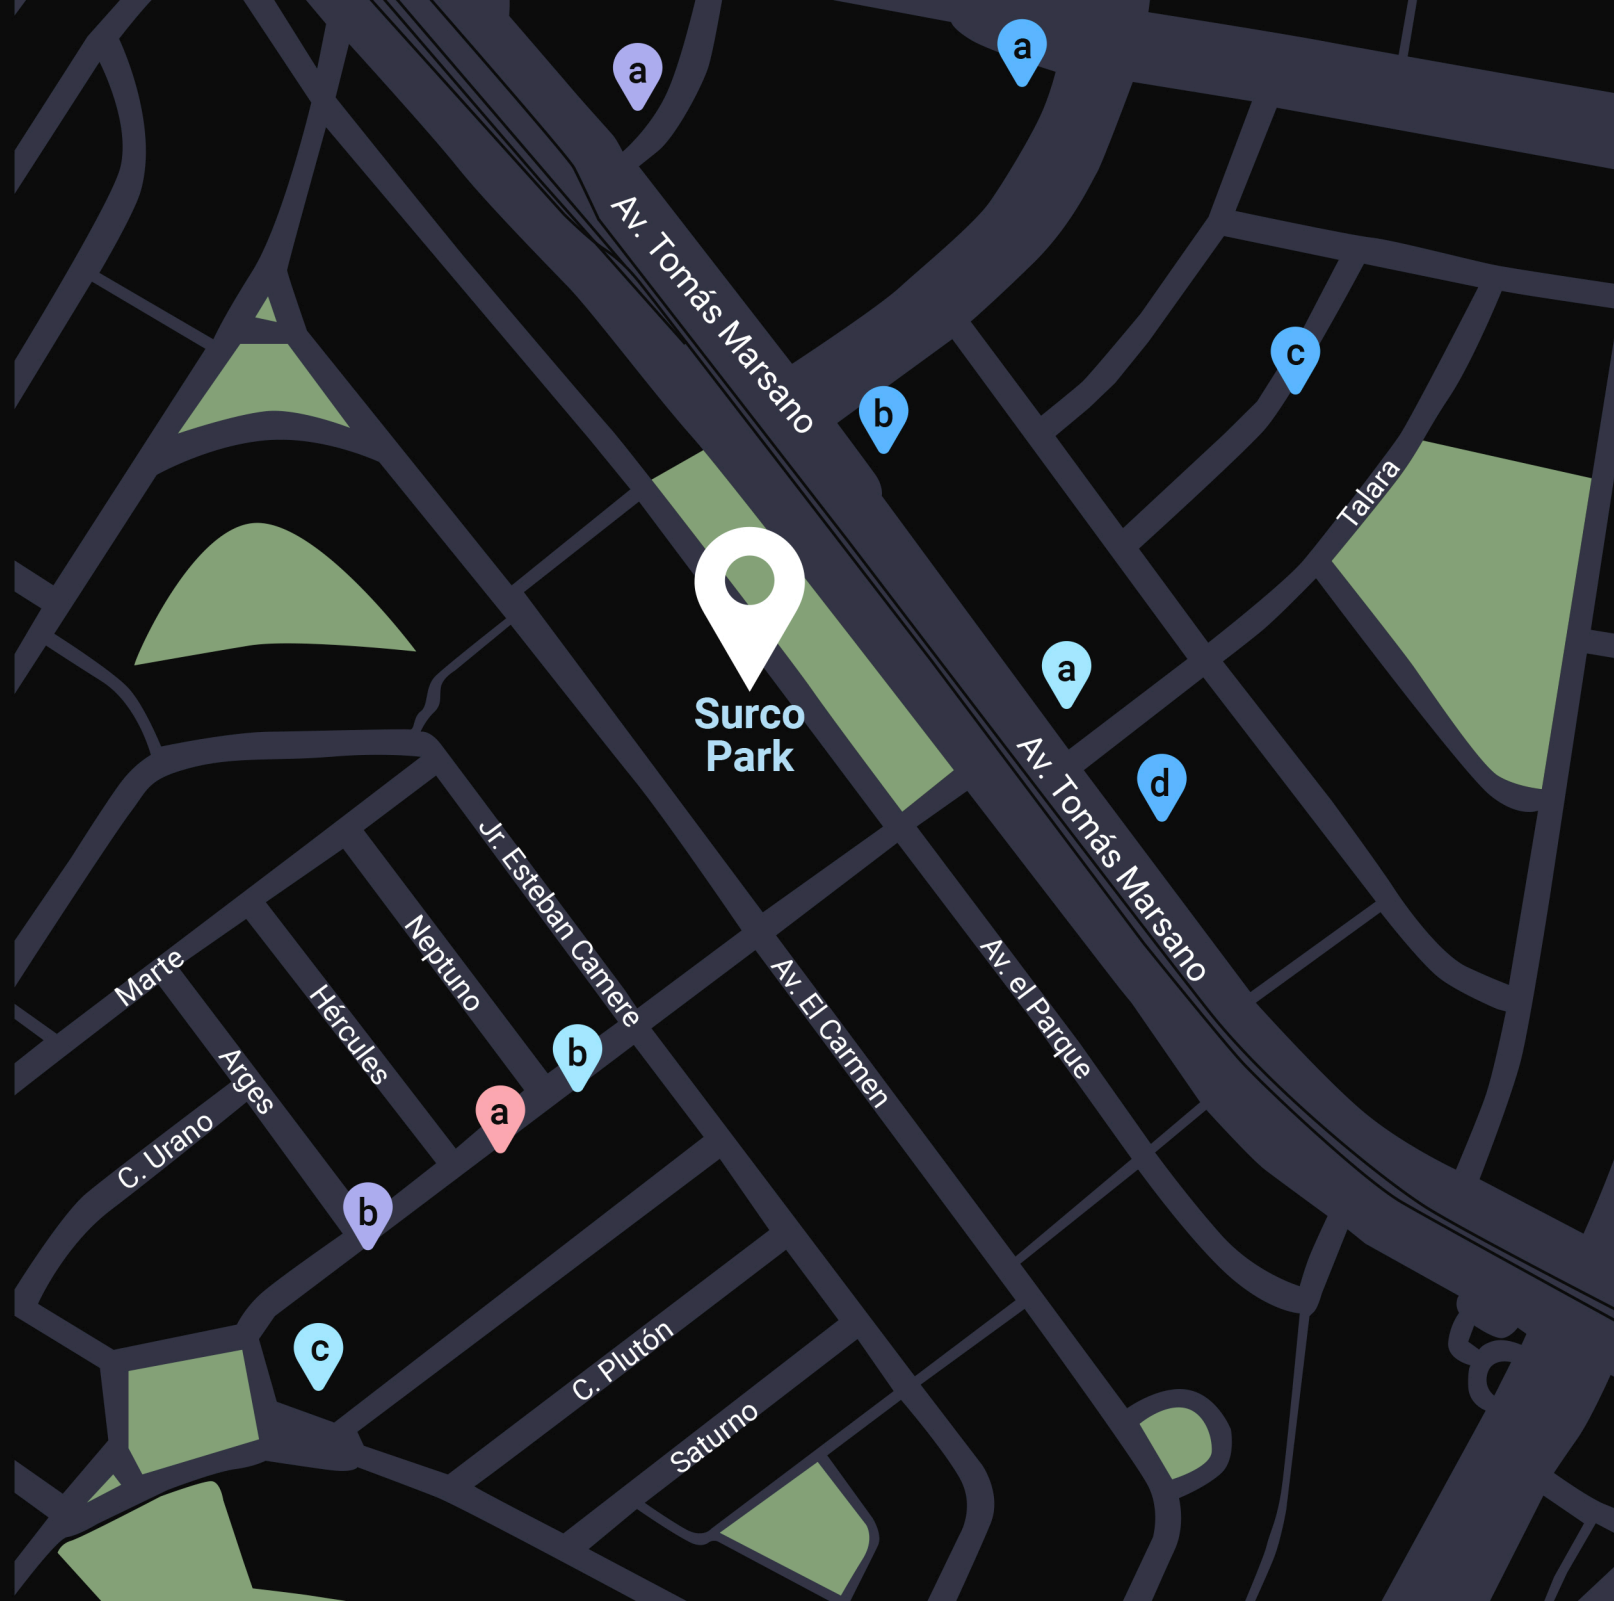 a
a
Av. Tomás Marsano
c
b
Talara
Surco
Park
a
Av. Tomás Marsano
d
Jr. Esteban Camere
Neptuno
Marte
Hércules
Av. El Carmen
Av. el Parque
Arges
b
a
C. Urano
b
c
C. Plutón
Saturno